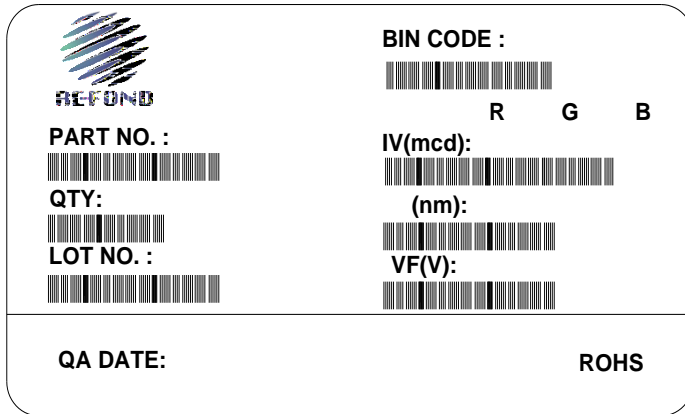 REFOND
BIN CODE :
R G B
PART NO. :
IV(mcd):
QTY:
(nm):
LOT NO. :
VF(V):
QA DATE:
ROHS